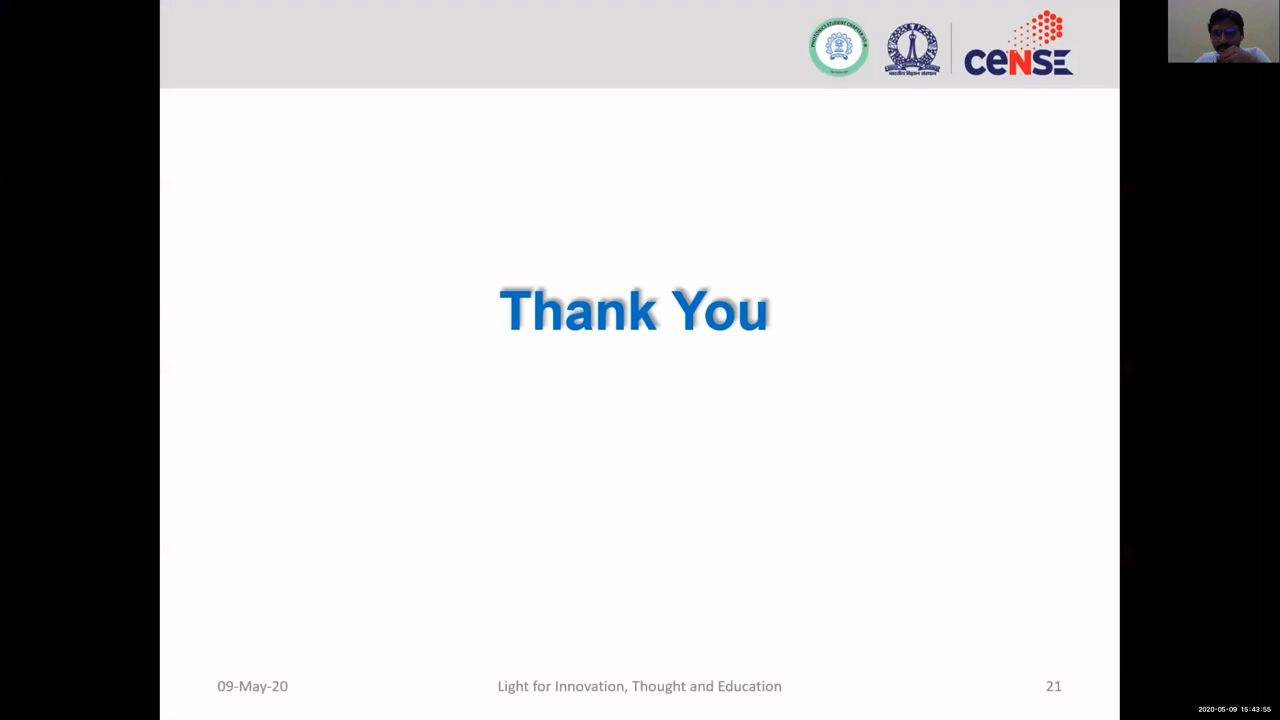 CeNSE
Thank You
09-May-20
Light for Innovation, Thought and Education
21
2020-05-09 15:43:55